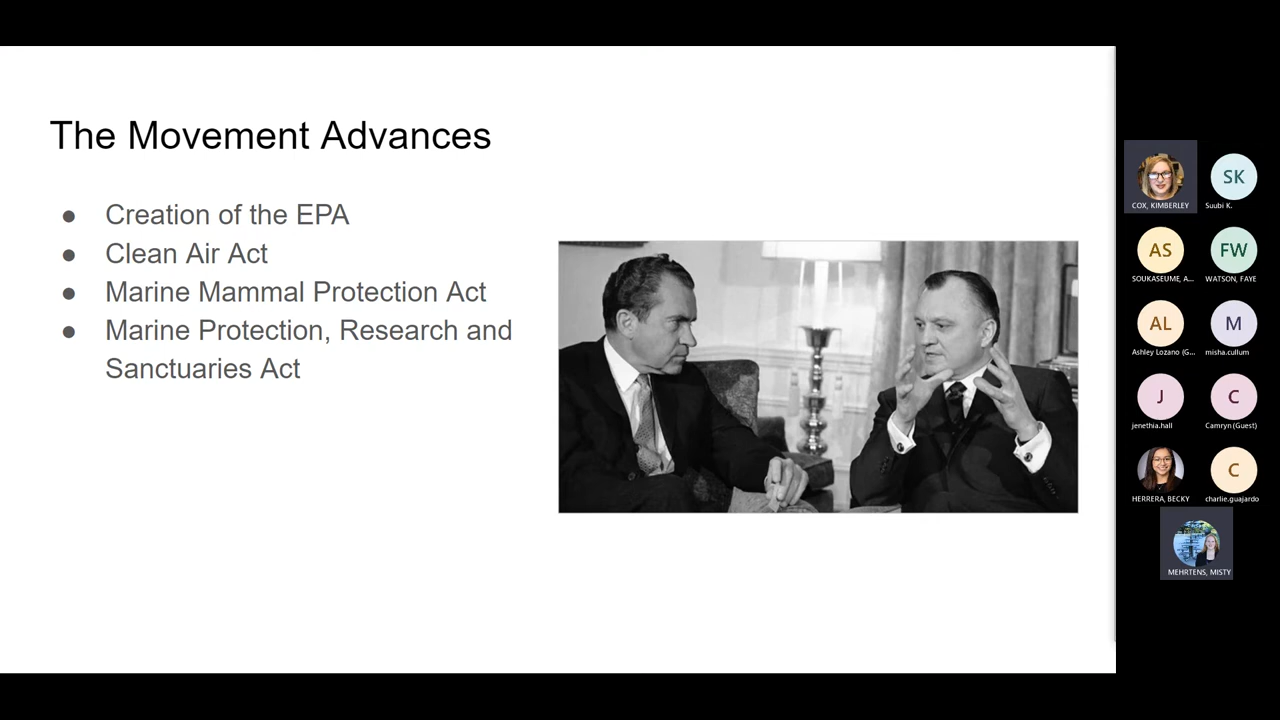 The Movement Advances
● Creation of the EPA
● Clean Air Act
● Marine Mammal Protection Act
● Marine Protection, Research and
Sanctuaries Act
COX, KIMBERLEY
SK
Suubi K.
AS
SOUKASEUME, A...
FW
WATSON, FAYE
AL
Ashley Lozano (G...
M
misha.cullum
J
jenethia.hall
C
Camryn (Guest)
HERRERA, BECKY
C
charlie.guajardo
MEHRTENS, MISTY